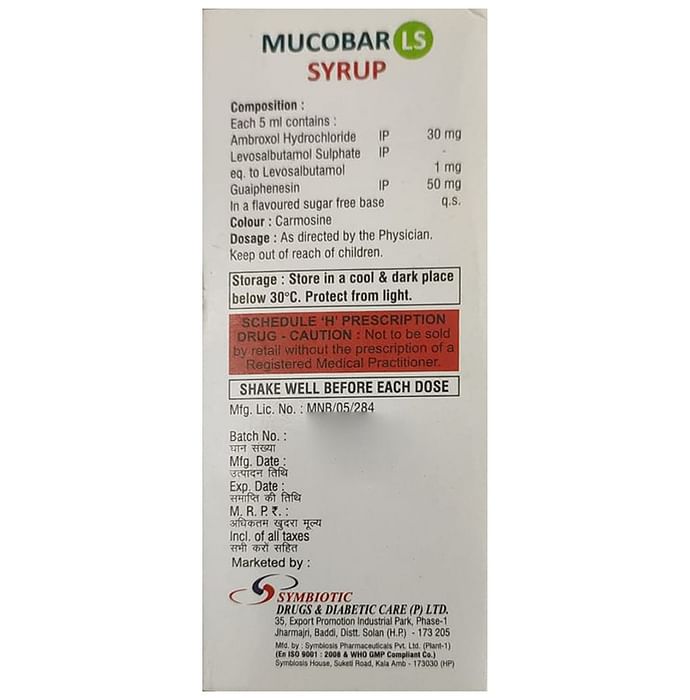 MUCOBAR LS
SYRUP
Composition :
Each 5 ml contains :
Ambroxol Hydrochloride IP 30 mg
Levosalbutamol Sulphate IP -
eq. to Levosalbutamol 1 mg
Guaiphenesin IP 50 mg
In a flavoured sugar free base q.s.
Colour : Carmosine
Dosage : As directed by the Physician.
Keep out of reach of children.
Storage : Store in a cool & dark place
below 30°C. Protect from light.
SCHEDULE 'H' PRESCRIPTION
DRUG - CAUTION : Not to be sold
by retail without the prescription of a
Registered Medical Practitioner.
SHAKE WELL BEFORE EACH DOSE
Mfg. Lic. No. : MNB/05/284
Batch No. :
घान संख्या
Mfg. Date :
उत्पादन तिथि
Exp. Date :
समाप्ति की तिथि
M. R. P. ₹. :
अधिकतम खुदरा मूल्य
Incl. of all taxes
सभी करों सहित
Marketed by :
SYMBIOTIC
DRUGS & DIABETIC CARE (P) LTD.
35, Export Promotion Industrial Park, Phase-1
Jharmajri, Baddi, Distt. Solan (H.P.) - 173 205
Mfd. by : Symbiosis Pharmaceuticals Pvt. Ltd. (Plant-1)
(En ISO 9001 : 2008 & WHO GMP Compliant Co.)
Symbiosis House, Suketi Road, Kala Amb - 173030 (HP)